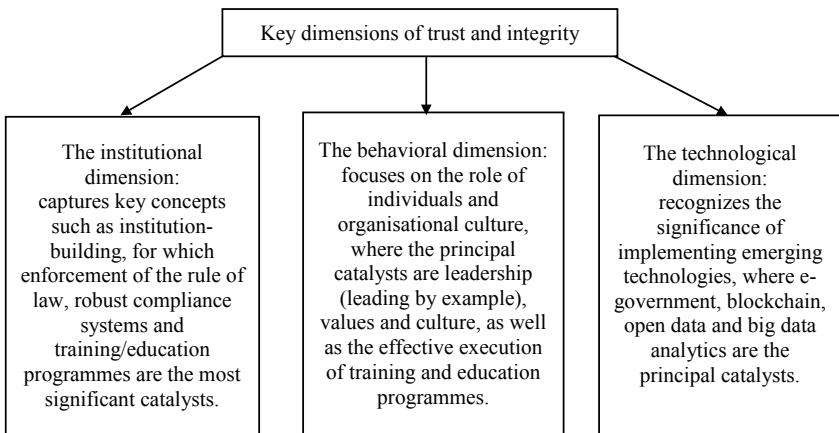 Key dimensions of trust and integrity
The institutional
dimension:
captures key concepts
such as institution-
building, for which
enforcement of the rule of
law, robust compliance
systems and
training/education
programmes are the most
significant catalysts.
The behavioral dimension:
focuses on the role of
individuals and
organisational culture,
where the principal
catalysts are leadership
(leading by example),
values and culture, as well
as the effective execution
of training and education
programmes.
The technological
dimension:
recognizes the
significance of
implementing emerging
technologies, where e-
government, blockchain,
open data and big data
analytics are the
principal catalysts.